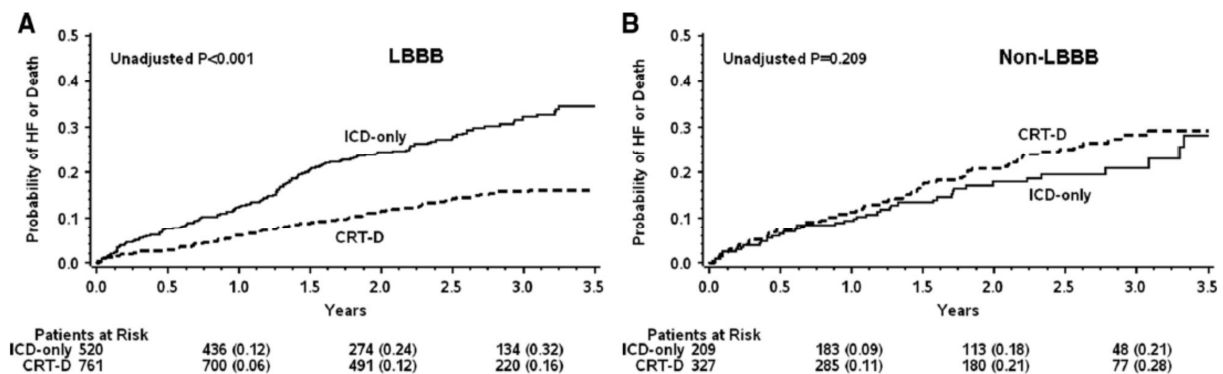 A
Unadjusted P<0.001
LBBB
Probability of HF or Death
0.5
0.4
0.3
0.2
0.1
0.0
ICD-only
CRT-D
0.0 0.5 1.0 1.5 2.0 2.5 3.0 3.5
Years
Patients at Risk
ICD-only 520 436 (0.12) 274 (0.24) 134 (0.32)
CRT-D 761 700 (0.06) 491 (0.12) 220 (0.16)
B
Unadjusted P=0.209
Non-LBBB
Probability of HF or Death
0.5
0.4
0.3
0.2
0.1
0.0
CRT-D
ICD-only
0.0 0.5 1.0 1.5 2.0 2.5 3.0 3.5
Years
Patients at Risk
ICD-only 209 183 (0.09) 113 (0.18) 48 (0.21)
CRT-D 327 285 (0.11) 180 (0.21) 77 (0.28)